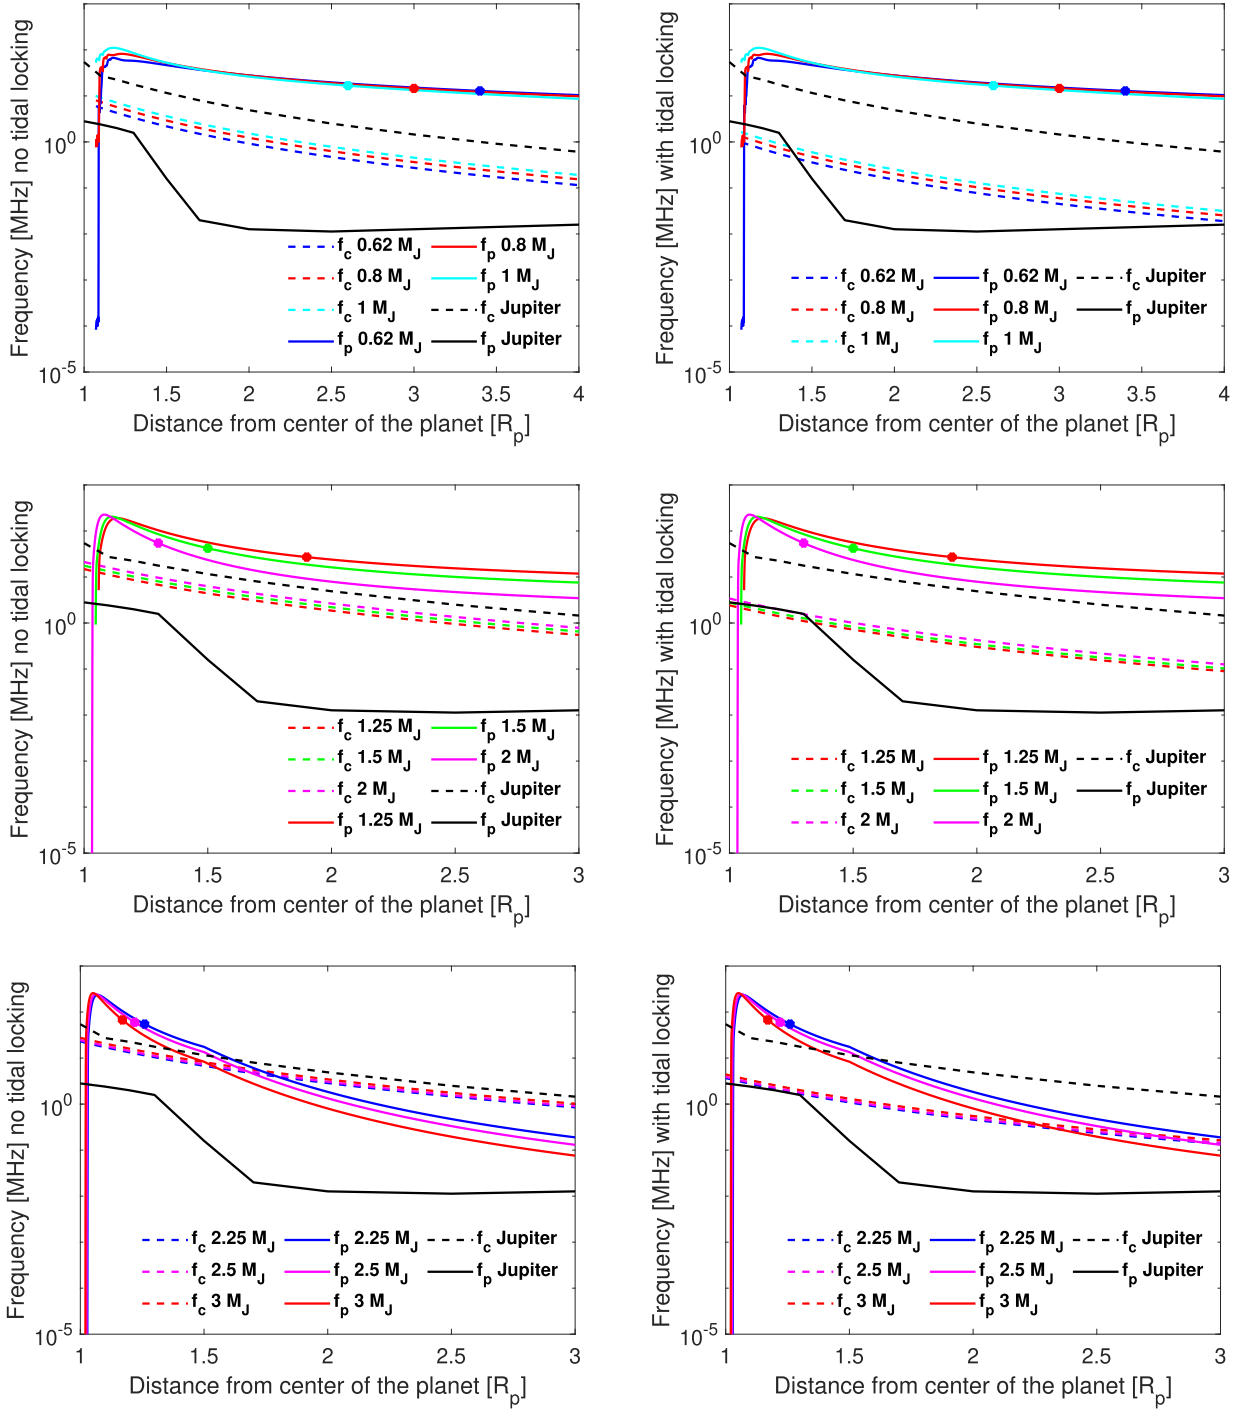 Frequency [MHz] no tidal locking
10^0
10^-5
f_c 0.62 M_J f_p 0.8 M_J
f_c 0.8 M_J f_p 1 M_J
f_c 1 M_J f_c Jupiter
f_p 0.62 M_J f_p Jupiter
1 1.5 2 2.5 3 3.5 4
Distance from center of the planet [R_p]
Frequency [MHz] with tidal locking
10^0
10^-5
f_c 0.62 M_J f_p 0.62 M_J f_c Jupiter
f_c 0.8 M_J f_p 0.8 M_J f_p Jupiter
f_c 1 M_J f_p 1 M_J
1 1.5 2 2.5 3 3.5 4
Distance from center of the planet [R_p]
Frequency [MHz] no tidal locking
10^0
10^-5
f_c 1.25 M_J f_p 1.5 M_J
f_c 1.5 M_J f_p 2 M_J
f_c 2 M_J f_c Jupiter
f_p 1.25 M_J f_p Jupiter
1 1.5 2 2.5 3
Distance from center of the planet [R_p]
Frequency [MHz] with tidal locking
10^0
10^-5
f_c 1.25 M_J f_p 1.25 M_J f_c Jupiter
f_c 1.5 M_J f_p 1.5 M_J f_p Jupiter
f_c 2 M_J f_p 2 M_J
1 1.5 2 2.5 3
Distance from center of the planet [R_p]
Frequency [MHz] no tidal locking
10^0
10^-5
f_c 2.25 M_J f_p 2.25 M_J f_c Jupiter
f_c 2.5 M_J f_p 2.5 M_J f_p Jupiter
f_c 3 M_J f_p 3 M_J
1 1.5 2 2.5 3
Distance from center of the planet [R_p]
Frequency [MHz] with tidal locking
10^0
10^-5
f_c 2.25 M_J f_p 2.25 M_J f_c Jupiter
f_c 2.5 M_J f_p 2.5 M_J f_p Jupiter
f_c 3 M_J f_p 3 M_J
1 1.5 2 2.5 3
Distance from center of the planet [R_p]